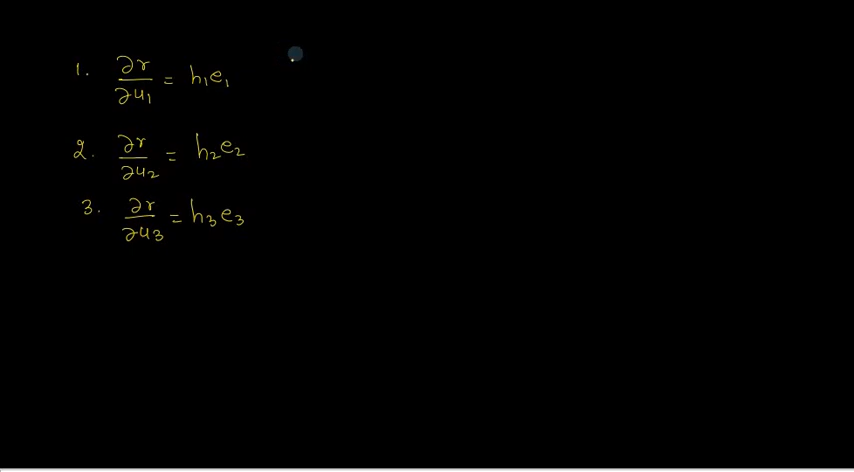 1. ∂r/∂u₁ = h₁e₁
2. ∂r/∂u₂ = h₂e₂
3. ∂r/∂u₃ = h₃e₃